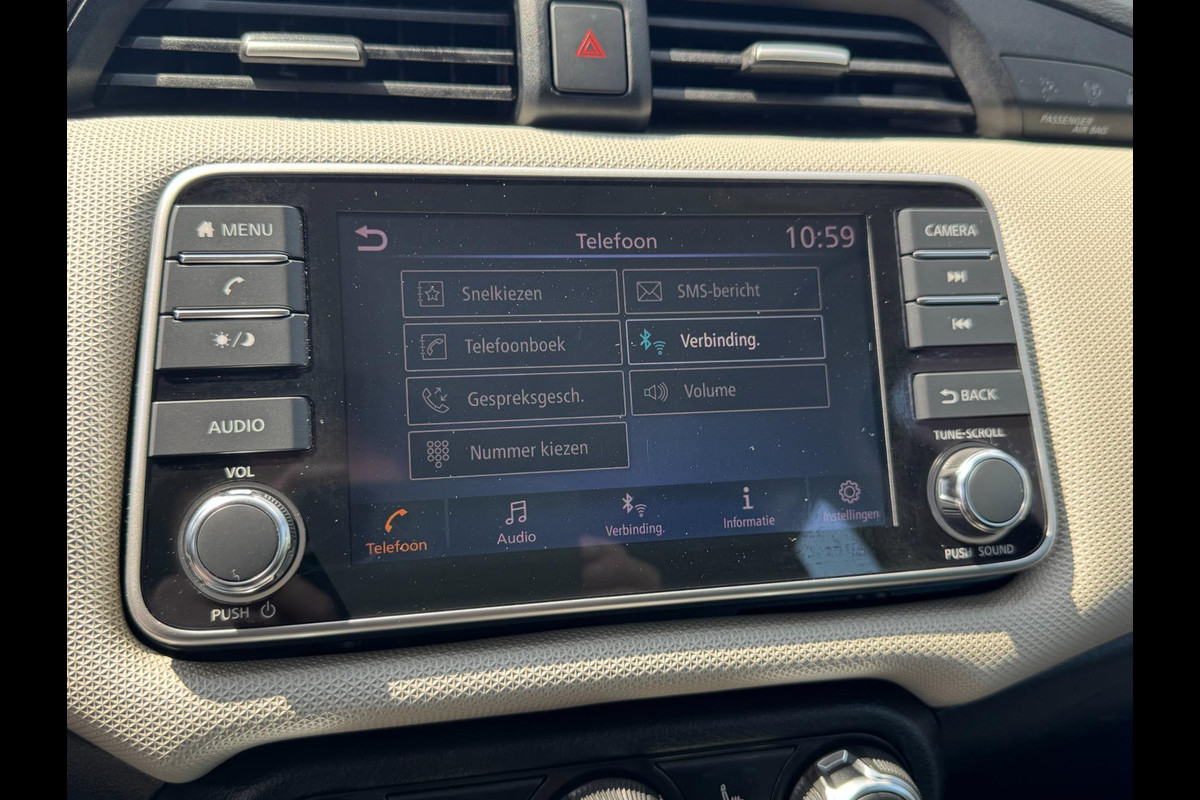 PASSENGER
AIR BAG
MENU
AUDIO
VOL
PUSH
Telefoon
10:59
Snelkiezen
SMS-bericht
Telefoonboek
Verbinding.
Gespreksgesch.
Volume
Nummer kiezen
Telefoon
Audio
Verbinding.
Informatie
Instellingen
CAMERA
BACK
TUNE·SCROLL
PUSH SOUND